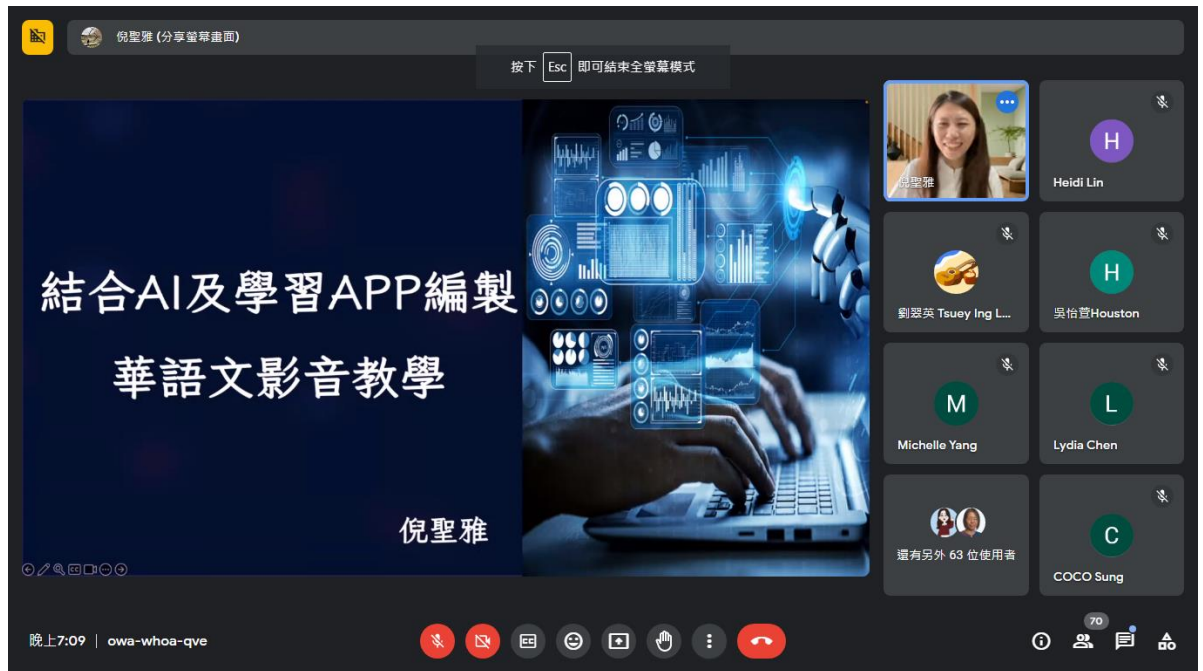 倪聖雅 (分享螢幕畫面)
按下 Esc 即可結束全螢幕模式
結合AI及學習APP編製
華語文影音教學
倪聖雅
倪聖雅
H
Heidi Lin
劉翠英 Tsuey Ing L...
H
吳怡萱Houston
M
Michelle Yang
L
Lydia Chen
還有另外 63 位使用者
C
COCO Sung
晚上7:09 | owa-whoa-qve
70